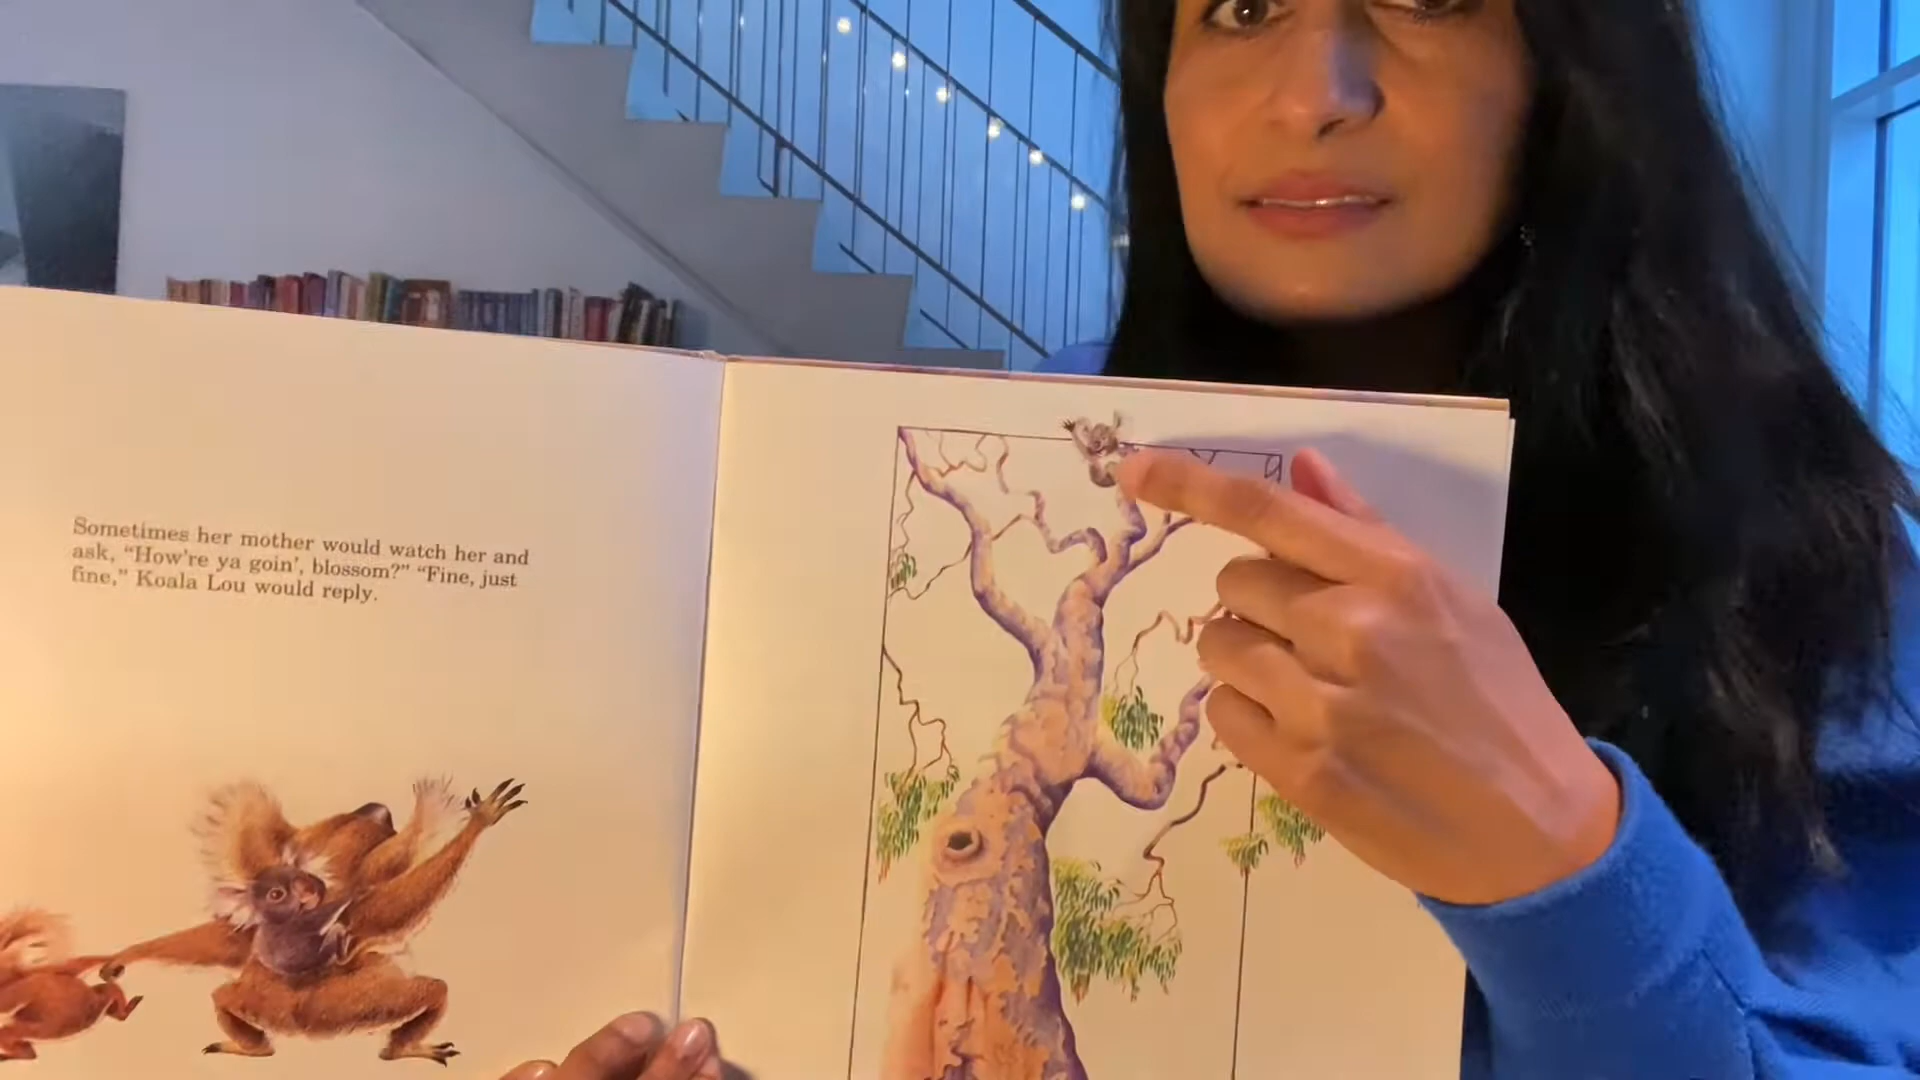 Sometimes her mother would watch her and
ask, “How're ya goin', blossom?” “Fine, just
fine,” Koala Lou would reply.